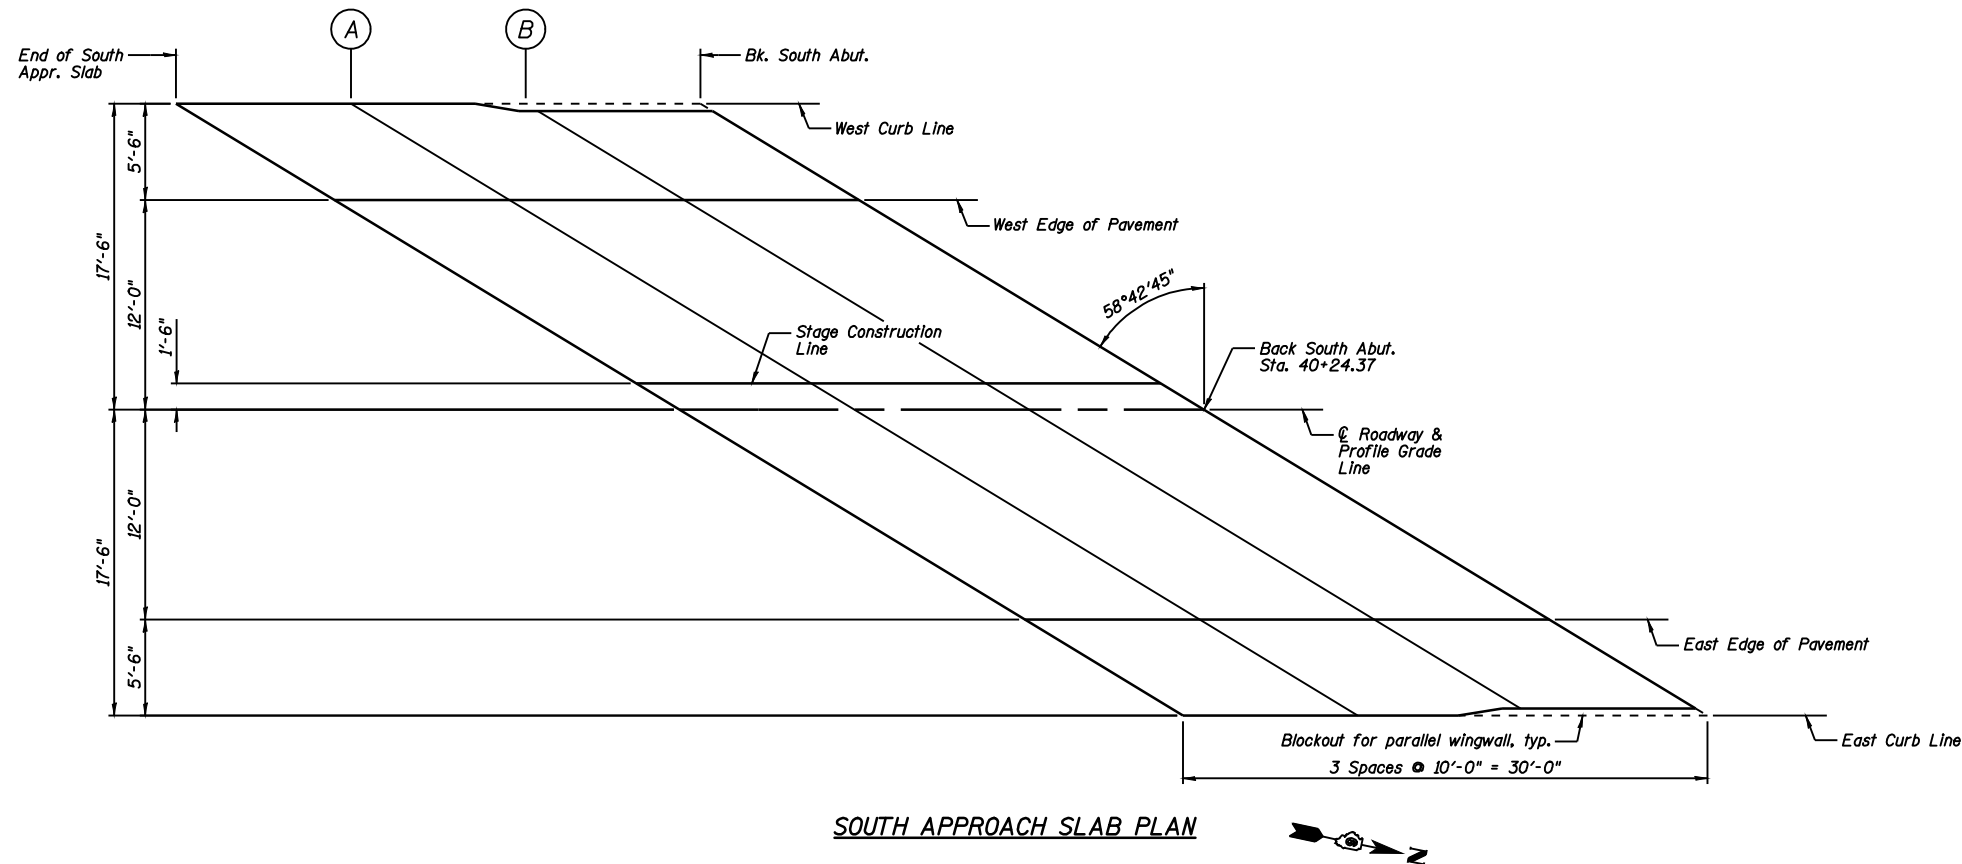 A
B
End of South
Appr. Slab
Bk. South Abut.
West Curb Line
5'-6"
West Edge of Pavement
17'-6"
12'-0"
58°42'45"
1'-6"
Stage Construction
Line
Back South Abut.
Sta. 40+24.37
℄ Roadway &
Profile Grade
Line
12'-0"
17'-6"
East Edge of Pavement
5'-6"
Blockout for parallel wingwall, typ.
East Curb Line
3 Spaces @ 10'-0" = 30'-0"
SOUTH APPROACH SLAB PLAN
N